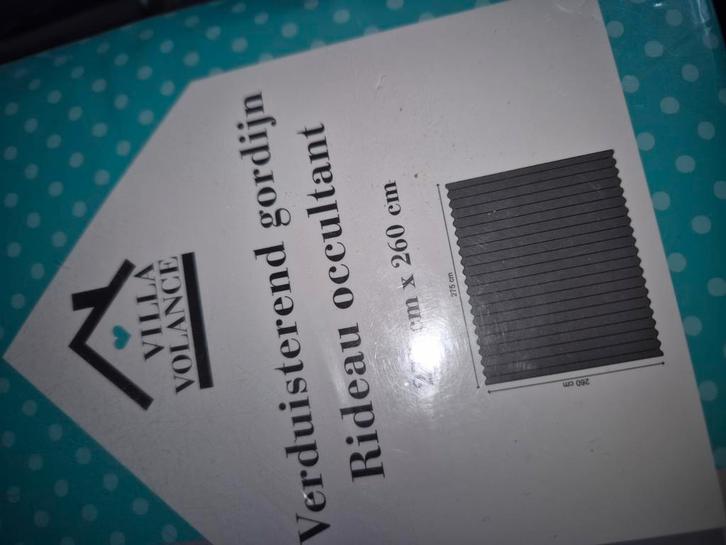 VILLA
VOLANCE
Verduisterend gordijn
Rideau occultant
cm x 260 cm
275 cm
260 cm